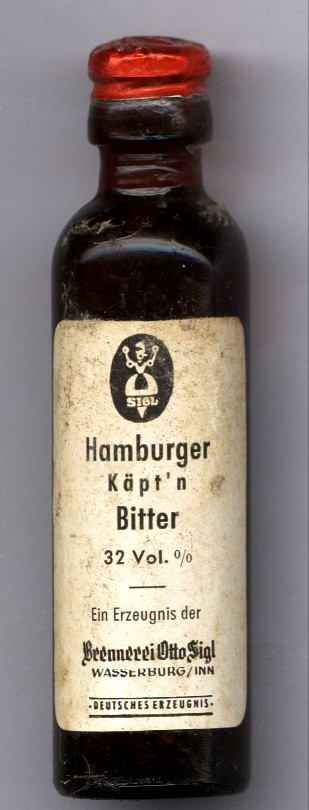 SIGL
Hamburger
Käpt'n
Bitter
32 Vol. %
Ein Erzeugnis der
Brennerei Otto Sigl
WASSERBURG/INN
·DEUTSCHES ERZEUGNIS·